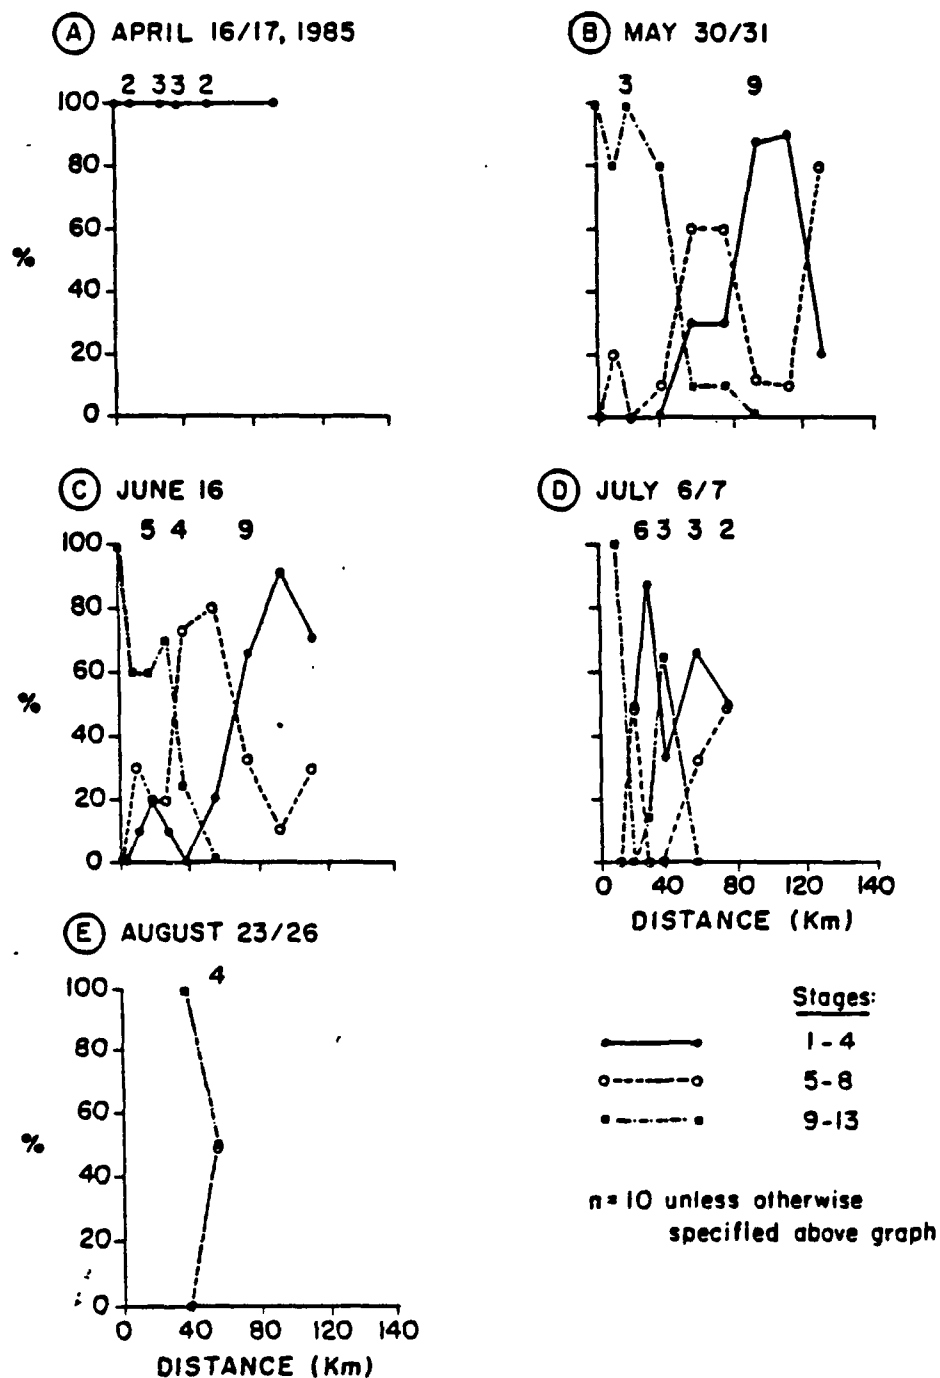 A APRIL 16/17, 1985
2 3 3 2
100
80
60
40
20
0
%
B MAY 30/31
3 9
C JUNE 16
5 4 9
100
80
60
40
20
0
%
D JULY 6/7
6 3 3 2
0 40 80 120 140
DISTANCE (Km)
E AUGUST 23/26
4
100
80
60
40
20
0
%
0 40 80 120 140
DISTANCE (Km)
Stages:
1-4
5-8
9-13
n=10 unless otherwise
specified above graph